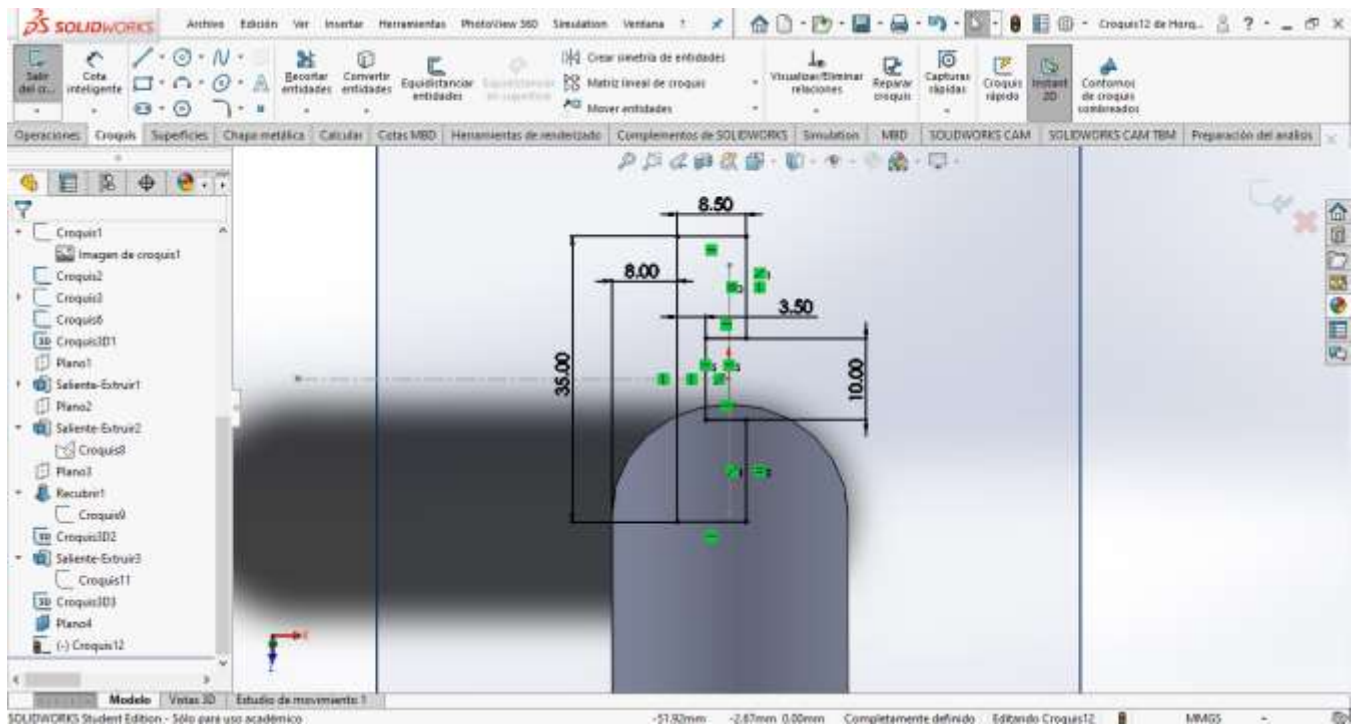 SOLIDWORKS
Archivo Edición Ver Insertar Herramientas PhotoView 360 Simulation Ventana ?
Croquis12 de Horq...
Salir del cr...
Cota inteligente
Recortar entidades
Convertir entidades
Equidistanciar entidades
Crear simetría de entidades
Matriz lineal de croquis
Mover entidades
Visualizar/Eliminar relaciones
Reparar croquis
Capturas rápidas
Croquis rápido
Instant 2D
Contornos de croquis sombreados
Operaciones Croquis Superficies Chapa metálica Calcular Cotas MBD Herramientas de renderizado Complementos de SOLIDWORKS Simulation MBD SOLIDWORKS CAM SOLIDWORKS CAM TBM Preparación del análisis
Croquis1
Imagen de croquis1
Croquis2
Croquis3
Croquis6
Croquis3D1
Plano1
Saliente-Extruir1
Plano2
Saliente-Extruir2
Croquis8
Plano3
Recubrir1
Croquis9
Croquis3D2
Saliente-Extruir3
Croquis11
Croquis3D3
Plano4
(-) Croquis12
8.50
8.00
3.50
35.00
10.00
Modelo Vistas 3D Estudio de movimiento 1
SOLIDWORKS Student Edition - Sólo para uso académico
-51.92mm -2.87mm 0.00mm Completamente definido Editando Croquis12 MMGS